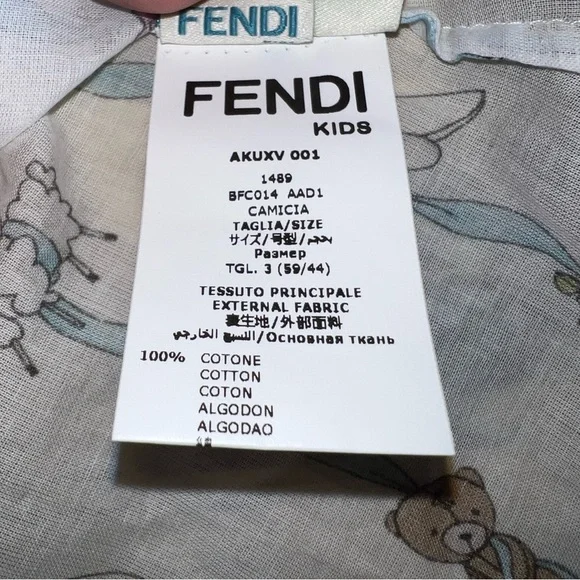 FENDI
FENDI
KIDS
AKUXV 001
1489
BFC014 AAD1
CAMICIA
TAGLIA/SIZE
サイズ/号型/حجم
Размер
TGL. 3 (59/44)
TESSUTO PRINCIPALE
EXTERNAL FABRIC
表生地/外部面料
النسيج الخارجي/Основная ткань
100% COTONE
COTTON
COTON
ALGODON
ALGODAO